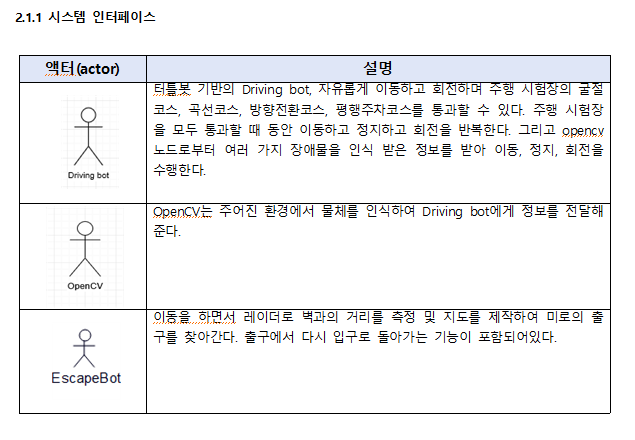 2.1.1 시스템 인터페이스
액터(actor)
설명
Driving bot
터틀봇 기반의 Driving bot, 자유롭게 이동하고 회전하며 주행 시험장의 굴절
코스, 곡선코스, 방향전환코스, 평행주차코스를 통과할 수 있다. 주행 시험장
을 모두 통과할 때 동안 이동하고 정지하고 회전을 반복한다. 그리고 opencv
노드로부터 여러 가지 장애물을 인식 받은 정보를 받아 이동, 정지, 회전을
수행한다.
OpenCV
OpenCV는 주어진 환경에서 물체를 인식하여 Driving bot에게 정보를 전달해
준다.
EscapeBot
이동을 하면서 레이더로 벽과의 거리를 측정 및 지도를 제작하여 미로의 출
구를 찾아간다. 출구에서 다시 입구로 돌아가는 기능이 포함되어있다.